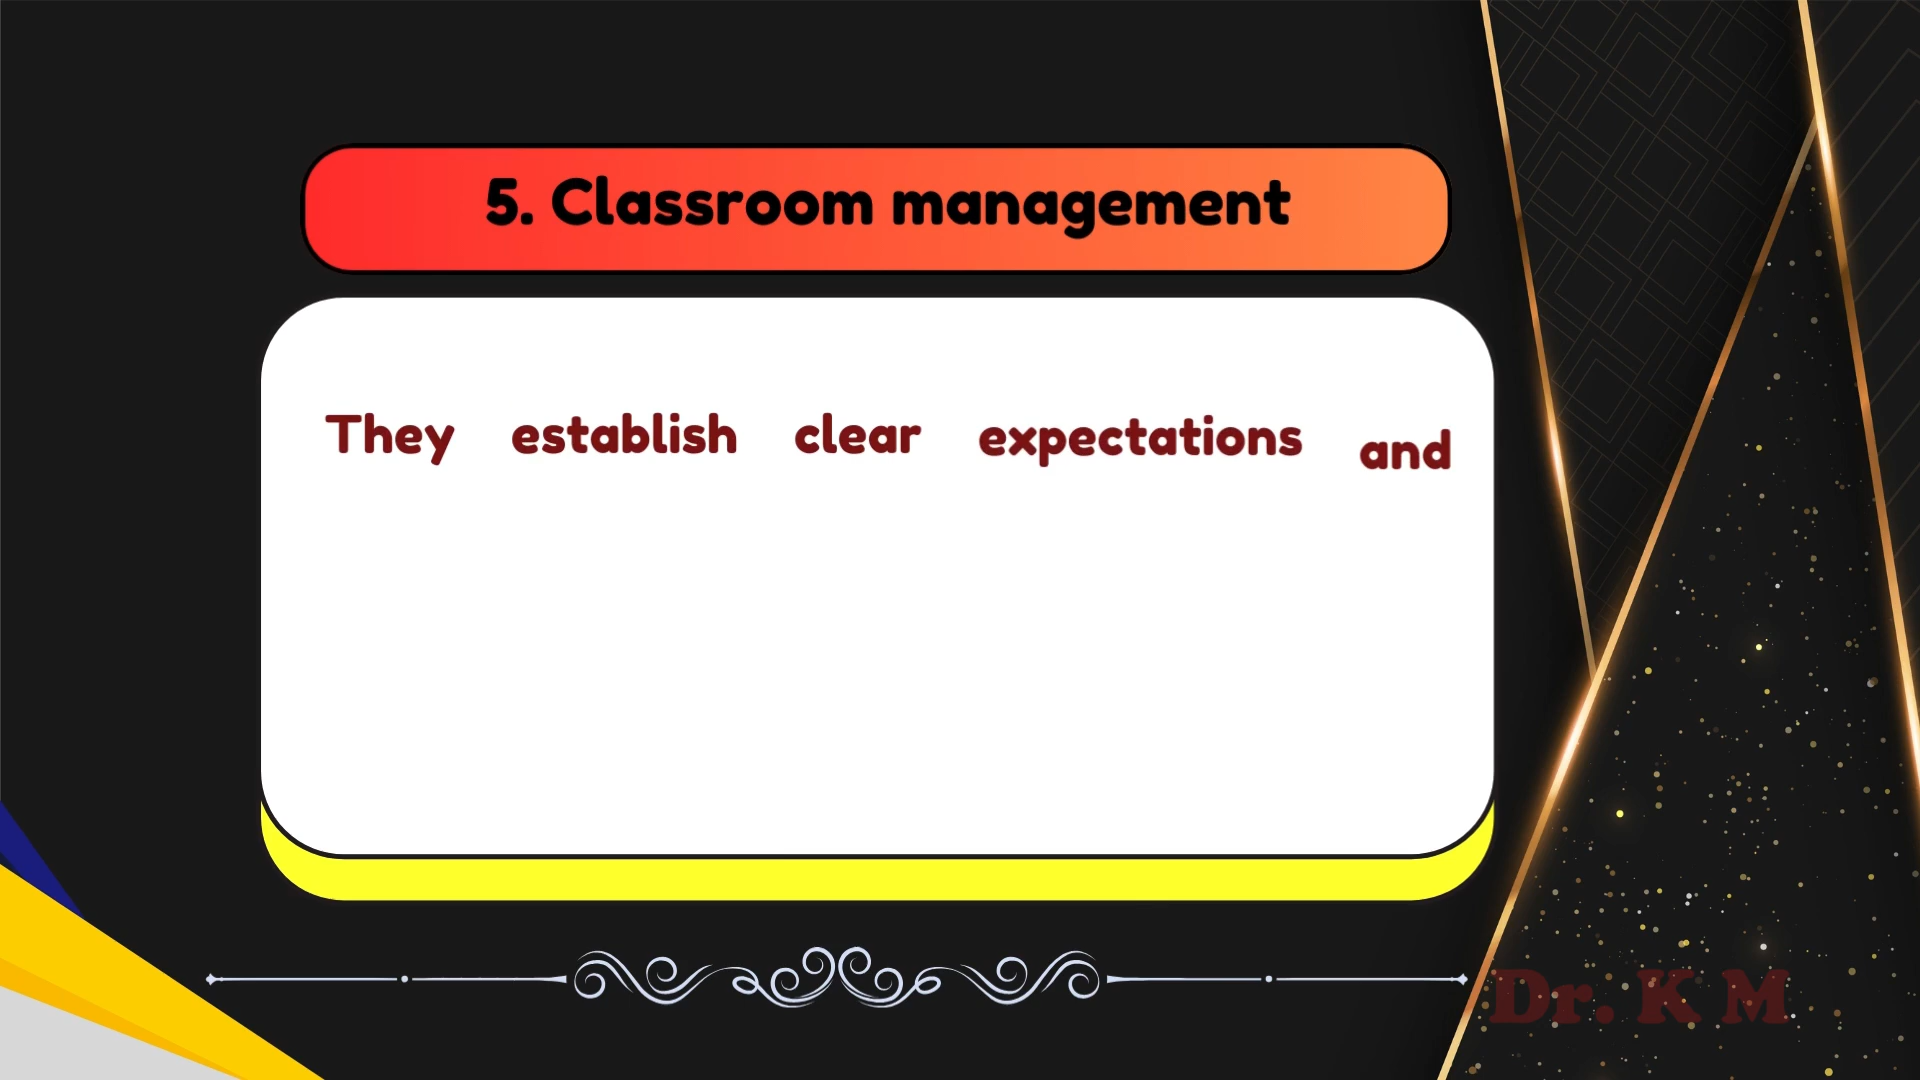 5. Classroom management
They establish clear expectations and
Dr. K M